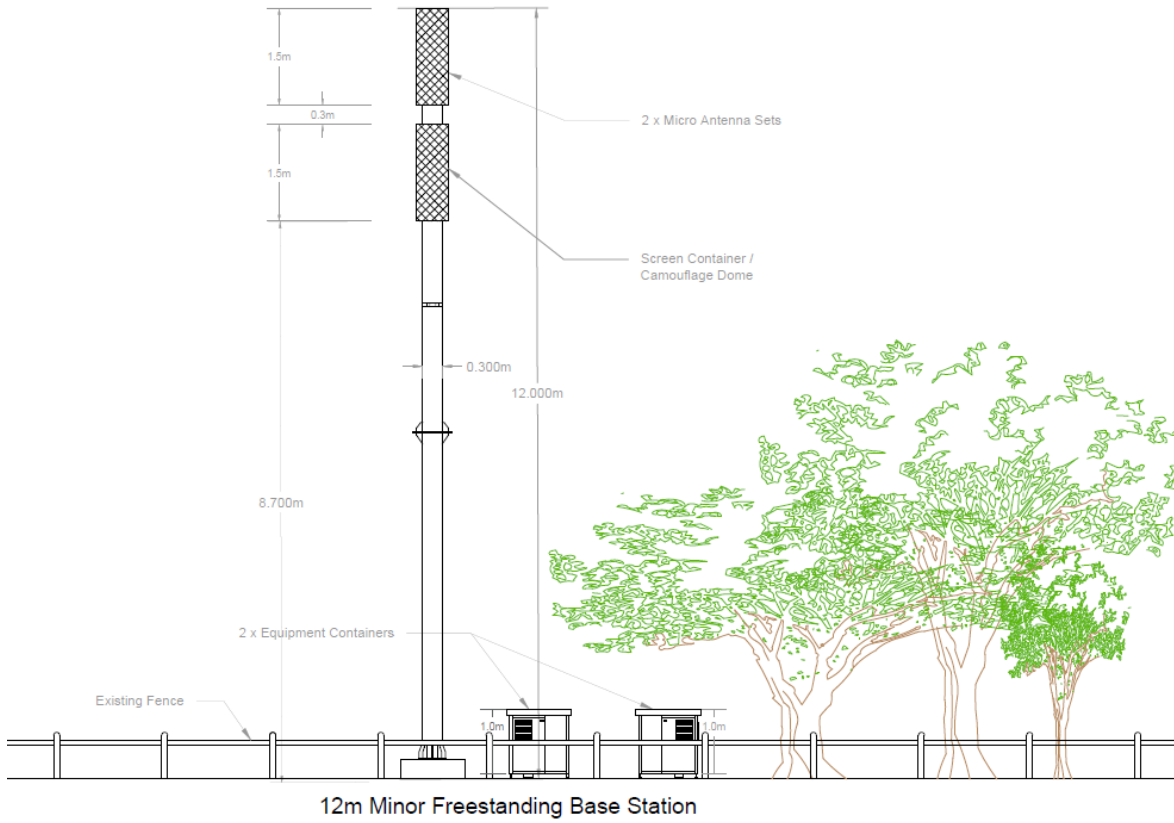 1.5m
0.3m
2 x Micro Antenna Sets
1.5m
Screen Container /
Camouflage Dome
0.300m
12.000m
8.700m
2 x Equipment Containers
Existing Fence
1.0m
1.0m
12m Minor Freestanding Base Station